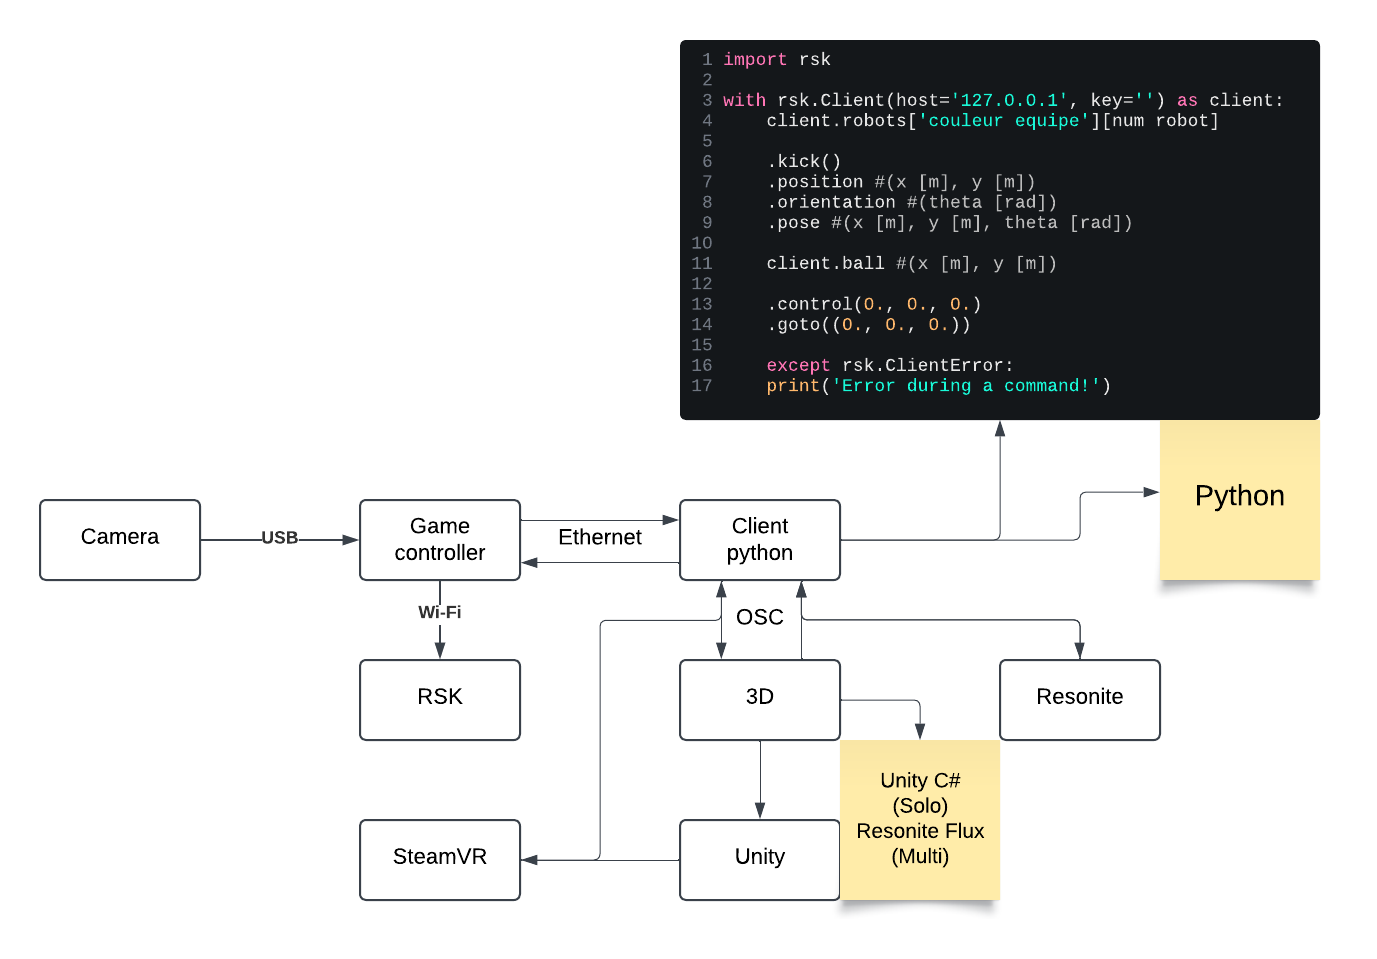 1 import rsk
2
3 with rsk.Client(host='127.0.0.1', key='') as client:
4 client.robots['couleur equipe'][num robot]
5
6 .kick()
7 .position #(x [m], y [m])
8 .orientation #(theta [rad])
9 .pose #(x [m], y [m], theta [rad])
10
11 client.ball #(x [m], y [m])
12
13 .control(0., 0., 0.)
14 .goto((0., 0., 0.))
15
16 except rsk.ClientError:
17 print('Error during a command!')
Python
Camera
USB
Game
controller
Ethernet
Client
python
Wi-Fi
OSC
RSK
3D
Resonite
Unity C#
(Solo)
Resonite Flux
(Multi)
SteamVR
Unity